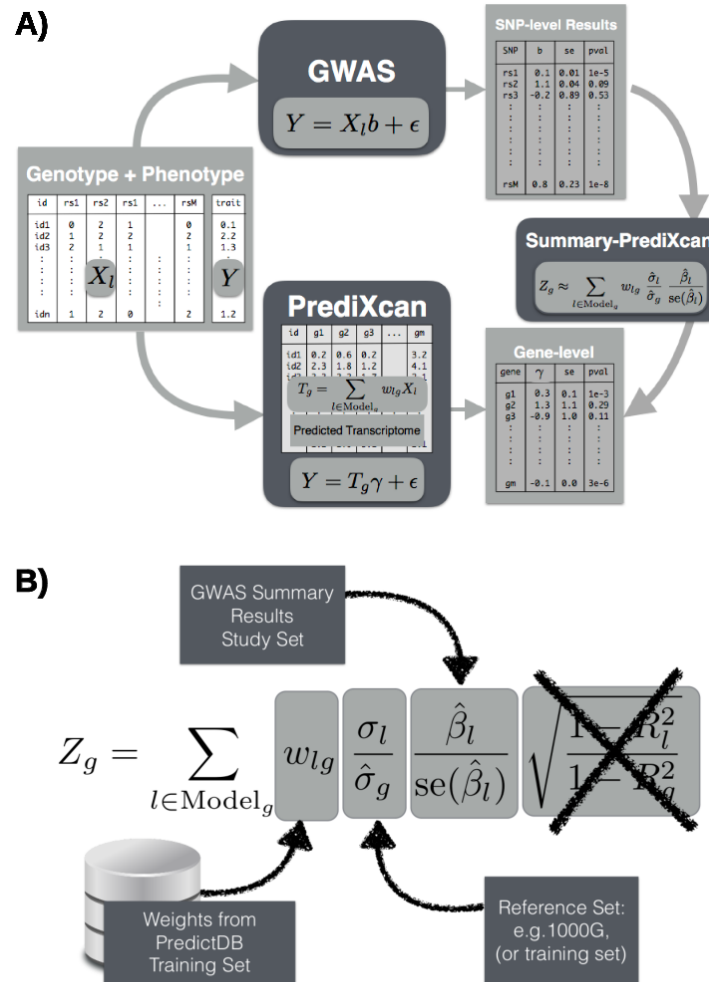 A)
GWAS
Y = X_l b + ϵ
SNP-level Results
SNP b se pval
rs1 0.1 0.01 1e-5
rs2 1.1 0.04 0.09
rs3 -0.2 0.89 0.53
: : : :
: : : :
: : : :
: : : :
: : : :
: : : :
rsM 0.8 0.23 1e-8
Genotype + Phenotype
id rs1 rs2 rs1 ... rsM trait
id1 0 2 1 0 0.1
id2 1 2 2 2 2.2
id3 2 1 1 1 1.3
X_l Y
idn 1 2 0 2 1.2
Summary-PrediXcan
Z_g ≈ ∑_{l∈Model_g} w_{lg} σ̂_l/σ̂_g β̂_l/se(β̂_l)
PrediXcan
id g1 g2 g3 ... gm
id1 0.2 0.6 0.2 3.2
id2 2.3 1.8 1.2 4.1
T_g = ∑_{l∈Model_g} w_{lg} X_l
Predicted Transcriptome
Y = T_g γ + ϵ
Gene-level
gene γ se pval
g1 0.3 0.1 1e-3
g2 1.3 1.1 0.29
g3 -0.9 1.0 0.11
: : : :
: : : :
: : : :
: : : :
gm -0.1 0.0 3e-6
B)
GWAS Summary
Results
Study Set
Z_g = ∑_{l∈Model_g} w_{lg} σ_l/σ̂_g β̂_l/se(β̂_l) √((1 − R_l^2)/(1 − R_g^2))
Weights from
PredictDB
Training Set
Reference Set:
e.g.1000G,
(or training set)